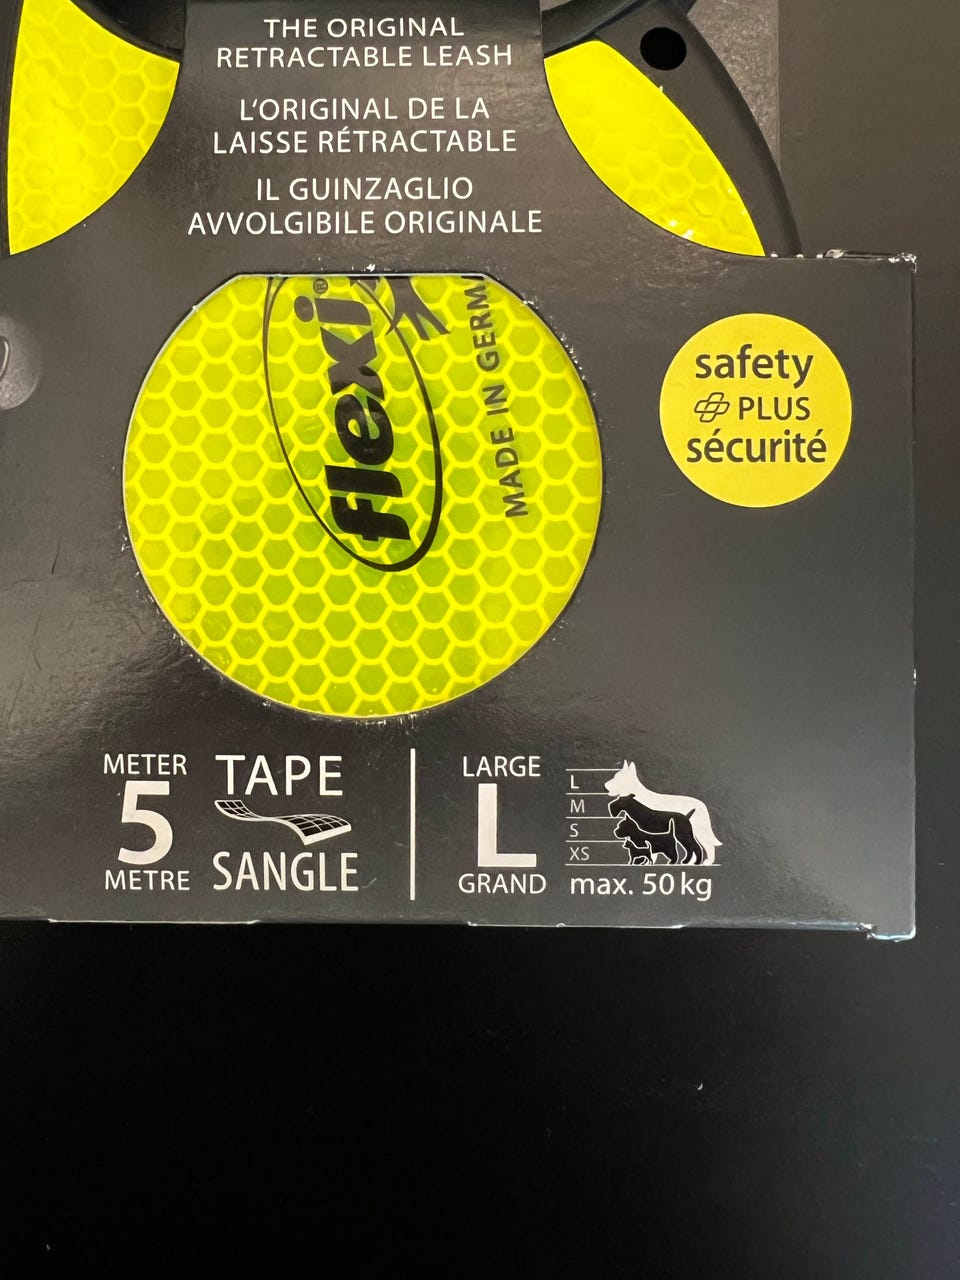 THE ORIGINAL
RETRACTABLE LEASH
L'ORIGINAL DE LA
LAISSE RÉTRACTABLE
IL GUINZAGLIO
AVVOLGIBILE ORIGINALE
flexi®
MADE IN GERM
safety
PLUS
sécurité
METER
5
METRE
TAPE
SANGLE
LARGE
L
GRAND
L
M
S
XS
max. 50 kg